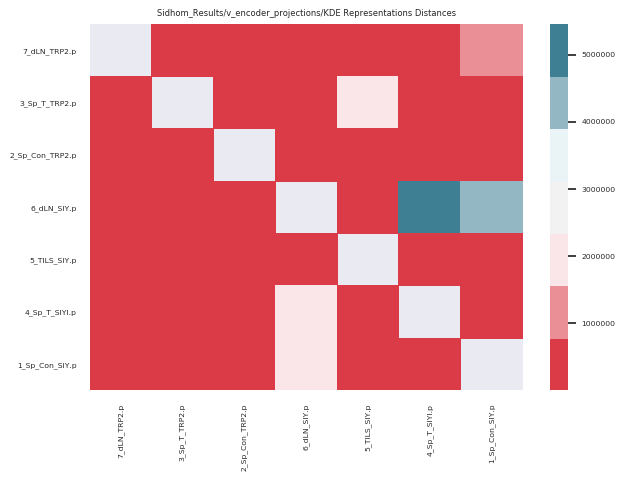 Sidhom_Results/v_encoder_projections/KDE Representations Distances
7_dLN_TRP2.p
3_Sp_T_TRP2.p
2_Sp_Con_TRP2.p
6_dLN_SIY.p
5_TILS_SIY.p
4_Sp_T_SIYI.p
1_Sp_Con_SIY.p
7_dLN_TRP2.p
3_Sp_T_TRP2.p
2_Sp_Con_TRP2.p
6_dLN_SIY.p
5_TILS_SIY.p
4_Sp_T_SIYI.p
1_Sp_Con_SIY.p
5000000
4000000
3000000
2000000
1000000